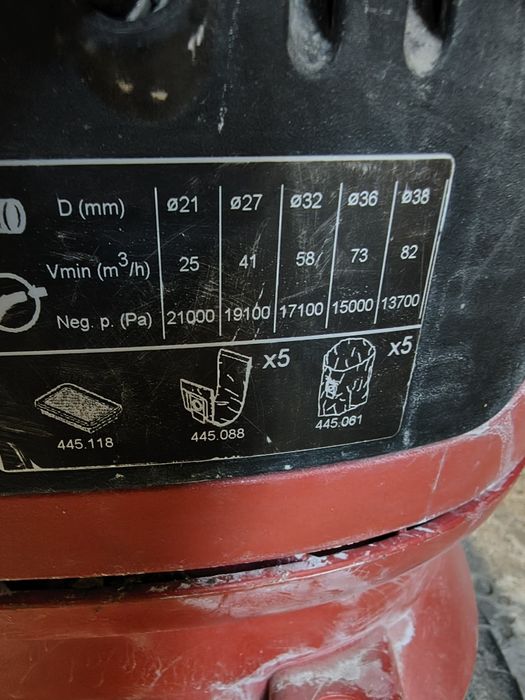 D (mm) ø21 ø27 ø32 ø36 ø38
Vmin (m³/h) 25 41 58 73 82
Neg. p. (Pa) 21000 19100 17100 15000 13700
x5 x5
445.118 445.088 445.061